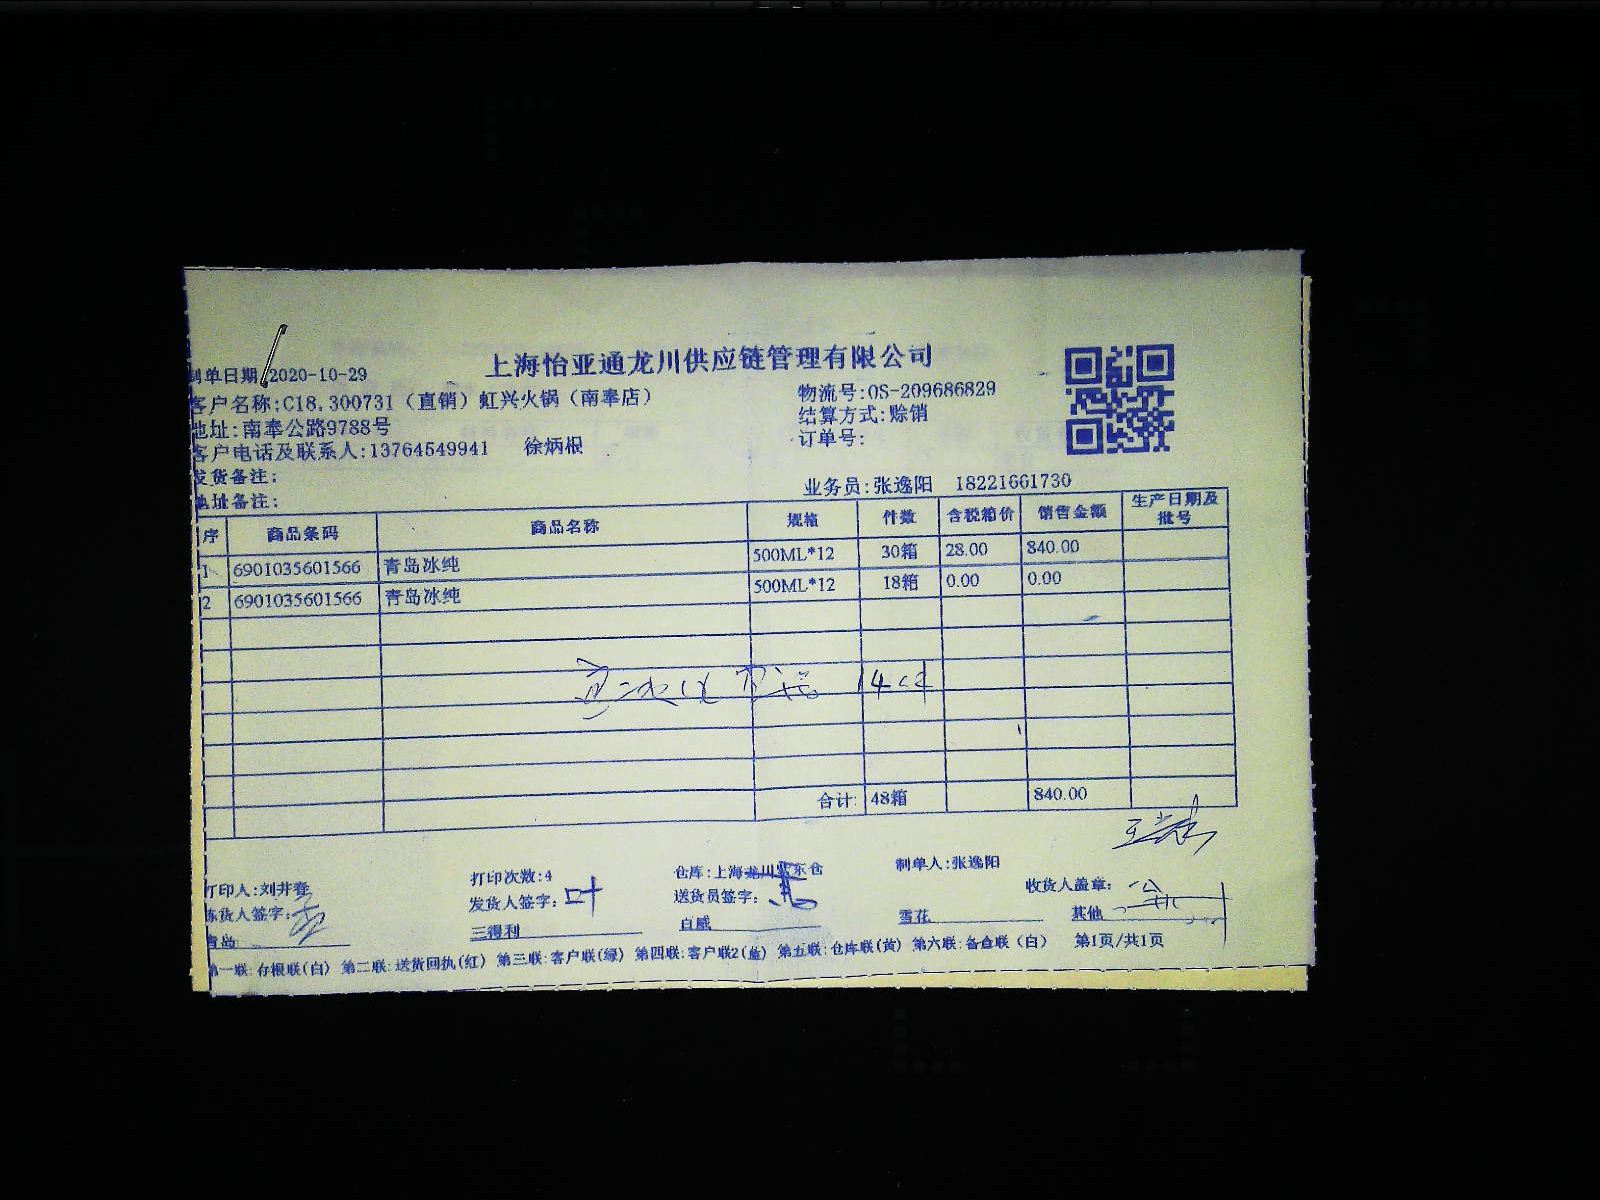 上海怡亚通龙川供应链管理有限公司
制单日期:2020-10-29
物流号:OS-209686829
客户名称:C18.300731（直销）虹兴火锅（南奉店）
结算方式:赊销
地址:南奉公路9788号
订单号:
客户电话及联系人:13764549941 徐炳根
发货备注:
地址备注:
业务员:张逸阳 18221661730
序 商品条码 商品名称 规格 件数 含税箱价 销售金额 生产日期及批号
1 6901035601566 青岛冰纯 500ML*12 30箱 28.00 840.00
2 6901035601566 青岛冰纯 500ML*12 18箱 0.00 0.00
合计: 48箱 840.00
打印人:刘井春 打印次数:4 仓库:上海龙川 东仓 制单人:张逸阳
发货人签字: 叶 送货员签字: 收货人盖章:
青岛 三得利 百威 雪花 其他
第一联:存根联(白) 第二联:送货回执(红) 第三联:客户联(绿) 第四联:客户联2(蓝) 第五联:仓库联(黄) 第六联:备仓联(白) 第1页/共1页